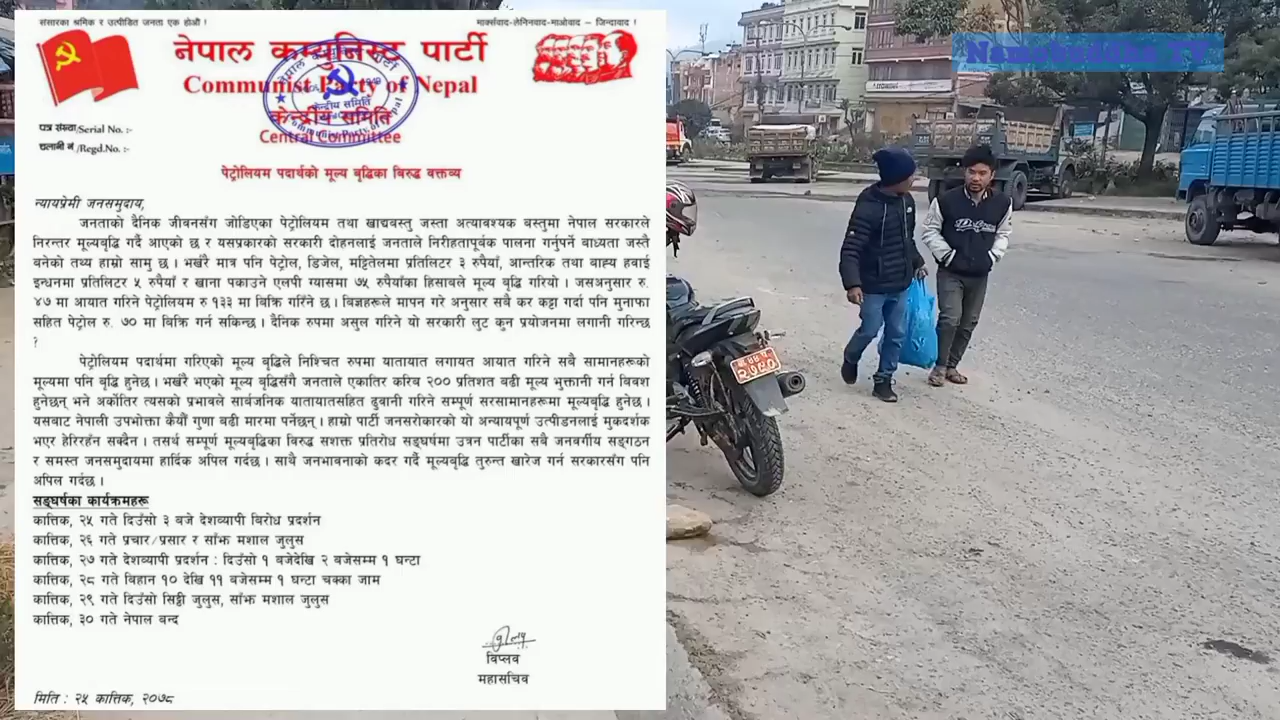 संसारका श्रमिक र उत्पीडित जनता एक होऔं !
मार्क्सवाद-लेनिनवाद-माओवाद - जिन्दावाद !
नेपाल कम्युनिस्ट पार्टी
Communist Party of Nepal
केन्द्रीय समिति
Central Committee
पत्र संख्या/Serial No. :-
चलानी नं /Regd.No. :-
पेट्रोलियम पदार्थको मूल्य बृद्धिका बिरुद्ध वक्तव्य
न्यायप्रेमी जनसमुदाय,
जनताको दैनिक जीवनसँग जोडिएका पेट्रोलियम तथा खाद्यवस्तु जस्ता अत्यावश्यक बस्तुमा नेपाल सरकारले
निरन्तर मूल्यबृद्धि गर्दै आएको छ र यसप्रकारको सरकारी दोहनलाई जनताले निरीहतापूर्वक पालना गर्नुपर्ने बाध्यता जस्तै
बनेको तथ्य हाम्रो सामु छ । भर्खरै मात्र पनि पेट्रोल, डिजेल, मट्टितेलमा प्रतिलिटर ३ रुपैयाँ, आन्तरिक तथा बाह्य हवाई
इन्धनमा प्रतिलिटर ५ रुपैयाँ र खाना पकाउने एलपी ग्यासमा ७५ रुपैयाँका हिसाबले मूल्य बृद्धि गरियो । जसअनुसार रु.
४७ मा आयात गरिने पेट्रोलियम रु १३३ मा बिक्रि गरिँने छ । बिज्ञहरूले मापन गरे अनुसार सबै कर कट्टा गर्दा पनि मुनाफा
सहित पेट्रोल रु. ७० मा बिक्रि गर्न सकिन्छ । दैनिक रुपमा असुल गरिने यो सरकारी लुट कुन प्रयोजनमा लगानी गरिन्छ
?
पेट्रोलियम पदार्थमा गरिएको मूल्य बृद्धिले निश्चित रुपमा यातायात लगायत आयात गरिने सबै सामानहरूको
मूल्यमा पनि बृद्धि हुनेछ । भर्खरै भएको मूल्य बृद्धिसँगै जनताले एकातिर करिब २०० प्रतिशत बढी मूल्य भुक्तानी गर्न बिवश
हुनेछन् भने अर्कोतिर त्यसको प्रभावले सार्बजनिक यातायातसहित ढुबानी गरिने सम्पूर्ण सरसामानहरूमा मूल्यबृद्धि हुनेछ ।
यसबाट नेपाली उपभोक्ता कैयौँ गुणा बढी मारमा पर्नेछन् । हाम्रो पार्टी जनसरोकारको यो अन्यायपूर्ण उत्पीडनलाई मुकदर्शक
भएर हेरिरहँन सक्दैन । तसर्थ सम्पूर्ण मूल्यबृद्धिका विरुद्ध सशक्त प्रतिरोध सङ्घर्षमा उत्रन पार्टीका सबै जनवर्गीय सङ्गठन
र समस्त जनसमुदायमा हार्दिक अपिल गर्दछ । साथै जनभावनाको कदर गर्दै मूल्यबृद्धि तुरुन्त खारेज गर्न सरकारसँग पनि
अपिल गर्दछ ।
सङ्घर्षका कार्यक्रमहरू
कात्तिक, २५ गते दिउँसो ३ बजे देशव्यापी बिरोध प्रदर्शन
कात्तिक, २६ गते प्रचार/प्रसार र साँझ मशाल जुलुस
कात्तिक, २७ गते देशव्यापी प्रदर्शन : दिउँसो १ बजेदेखि २ बजेसम्म १ घन्टा
कात्तिक, २८ गते बिहान १० देखि ११ बजेसम्म १ घन्टा चक्का जाम
कात्तिक, २९ गते दिउँसो सिट्ठी जुलुस, साँझ मशाल जुलुस
कात्तिक, ३० गते नेपाल बन्द
विप्लव
महासचिव
मिति : २५ कात्तिक, २०७८
Namobuddha TV
२७९०